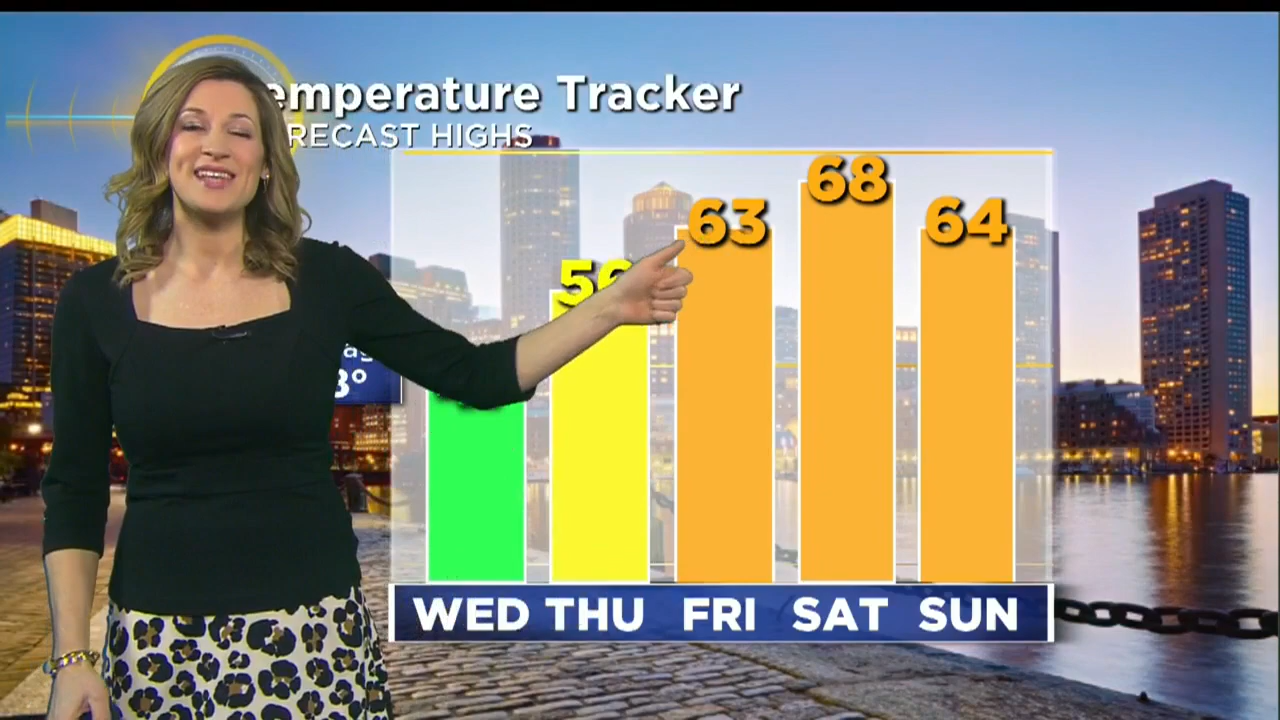 emperature Tracker
RECAST HIGHS
68
63
64
WED THU FRI SAT SUN